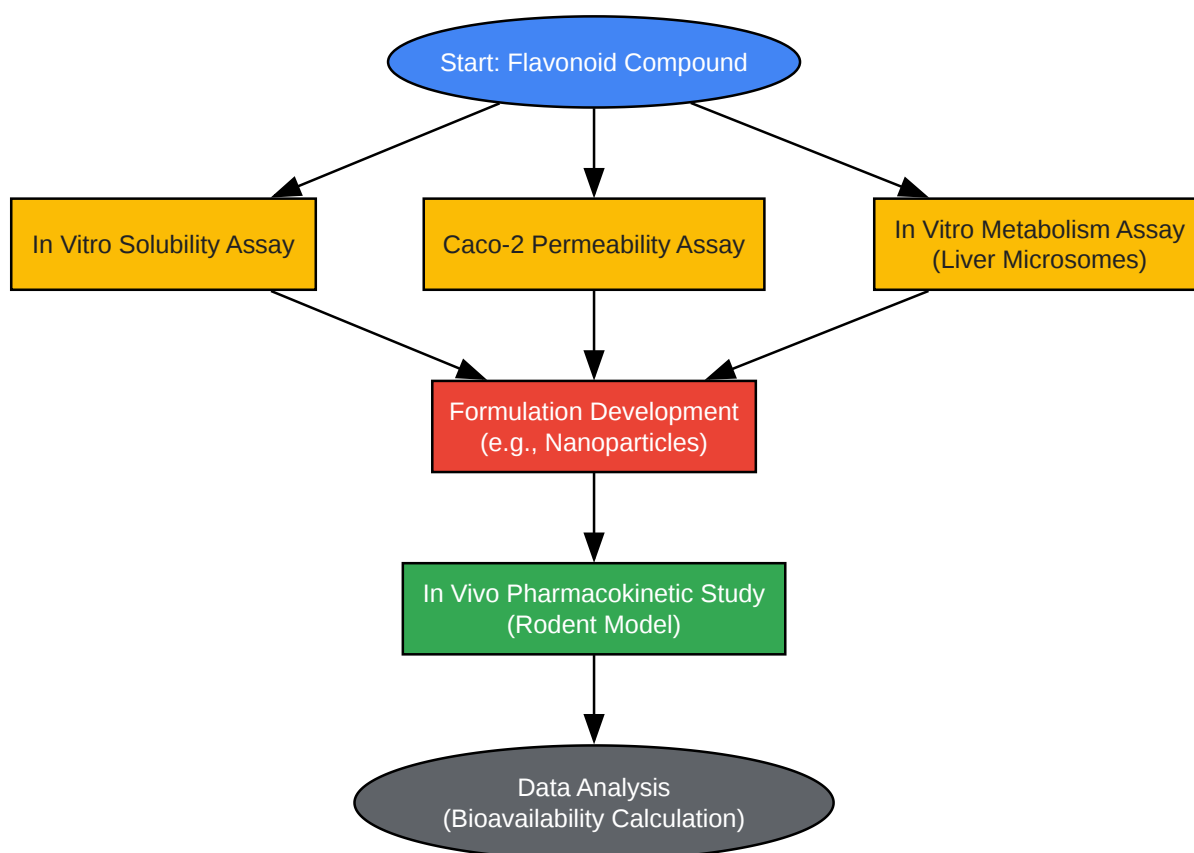 Start: Flavonoid Compound
In Vitro Solubility Assay
Caco-2 Permeability Assay
In Vitro Metabolism Assay
(Liver Microsomes)
Formulation Development
(e.g., Nanoparticles)
In Vivo Pharmacokinetic Study
(Rodent Model)
Data Analysis
(Bioavailability Calculation)